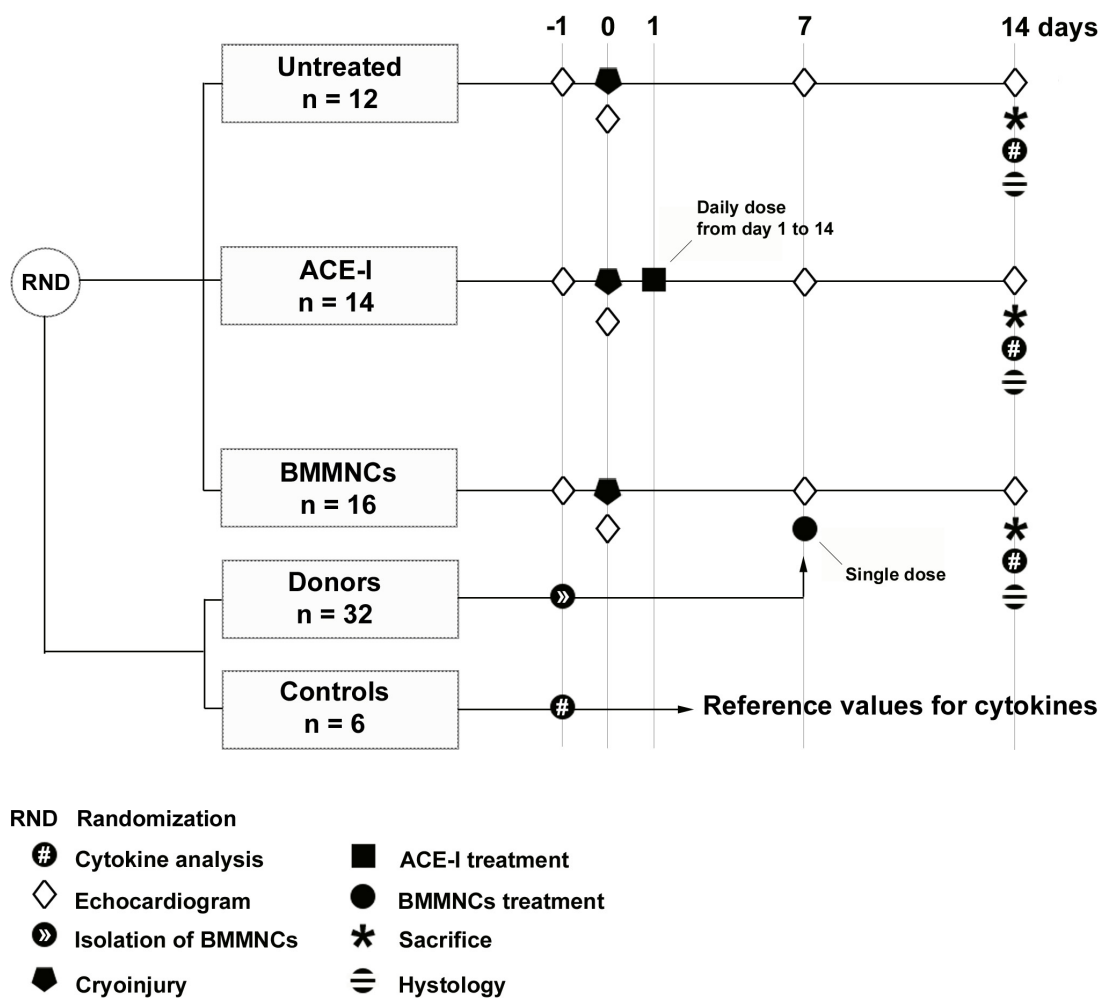 -1 0 1 7 14 days
Untreated
n = 12
Daily dose
from day 1 to 14
RND
ACE-I
n = 14
#
#
BMMNCs
n = 16
Single dose
#
Donors
n = 32
»
Controls
n = 6
#
Reference values for cytokines
RND Randomization
# Cytokine analysis
Echocardiogram
» Isolation of BMMNCs
Cryoinjury
ACE-I treatment
BMMNCs treatment
Sacrifice
Hystology